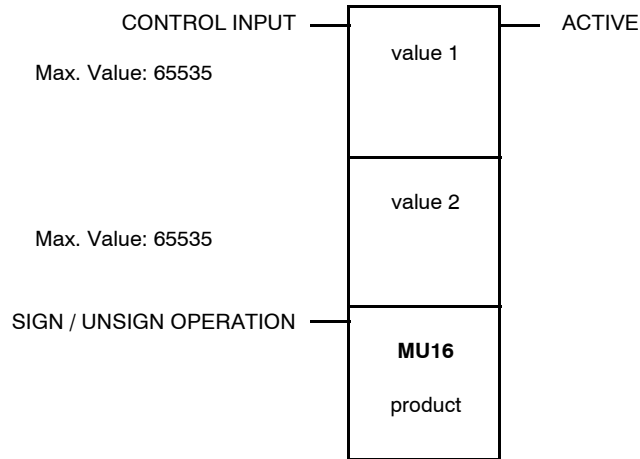 CONTROL INPUT
ACTIVE
value 1
Max. Value: 65535
value 2
Max. Value: 65535
SIGN / UNSIGN OPERATION
MU16
product